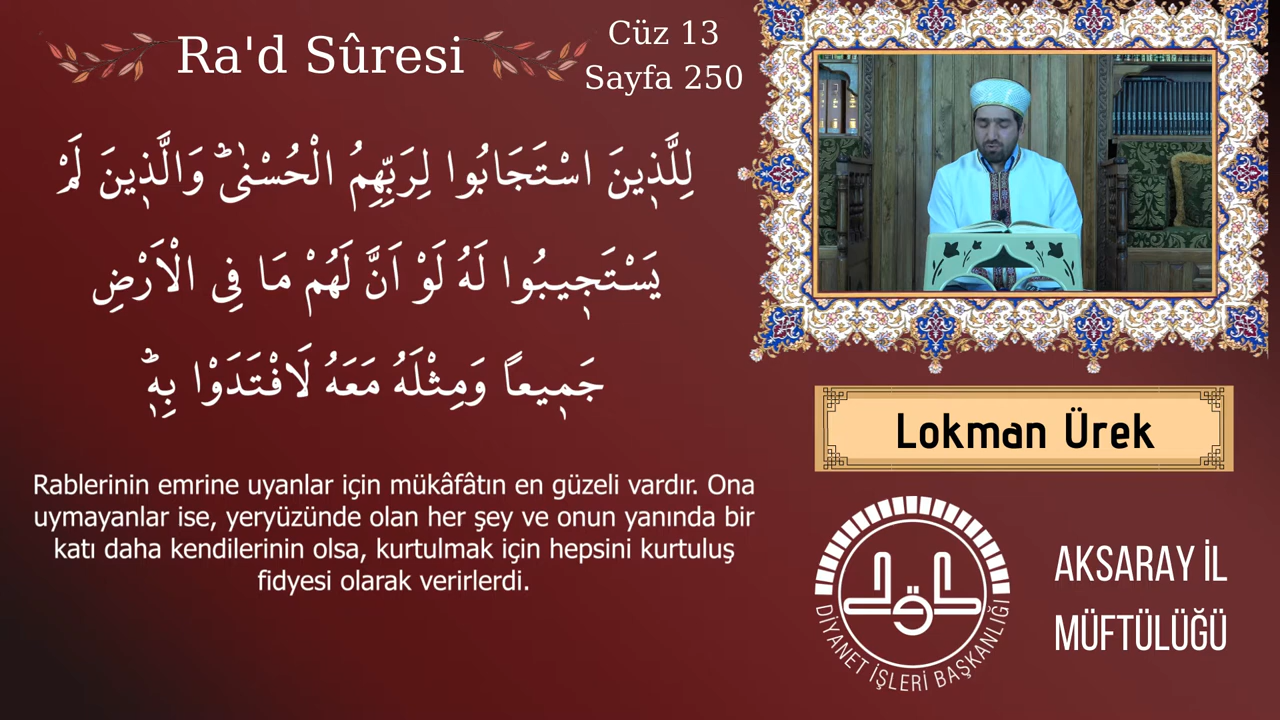 Ra'd Sûresi
Cüz 13
Sayfa 250
لِلَّذ۪ينَ اسْتَجَابُوا لِرَبِّهِمُ الْحُسْنٰىۜ وَالَّذ۪ينَ لَمْ
يَسْتَج۪يبُوا لَهُ لَوْ اَنَّ لَهُمْ مَا فِي الْاَرْضِ
جَم۪يعاً وَمِثْلَهُ مَعَهُ لَافْتَدَوْا بِه۪ۜ
Rablerinin emrine uyanlar için mükâfâtın en güzeli vardır. Ona
uymayanlar ise, yeryüzünde olan her şey ve onun yanında bir
katı daha kendilerinin olsa, kurtulmak için hepsini kurtuluş
fidyesi olarak verirlerdi.
Lokman Ürek
DİYANET İŞLERİ BAŞKANLIĞI
AKSARAY İL
MÜFTÜLÜĞÜ